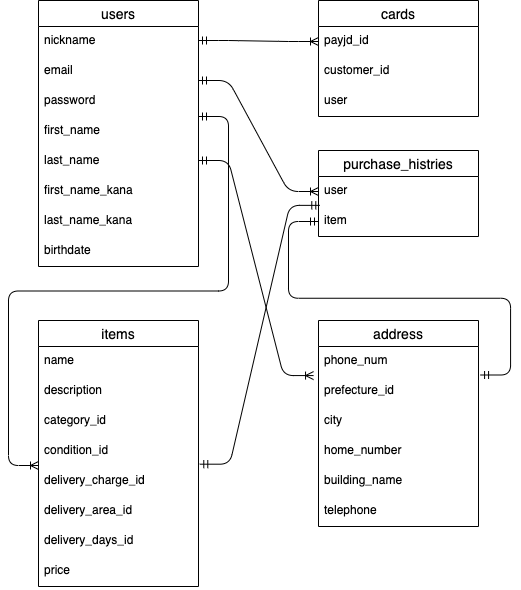 users
nickname
email
password
first_name
last_name
first_name_kana
last_name_kana
birthdate
cards
payjd_id
customer_id
user
purchase_histries
user
item
items
name
description
category_id
condition_id
delivery_charge_id
delivery_area_id
delivery_days_id
price
address
phone_num
prefecture_id
city
home_number
building_name
telephone